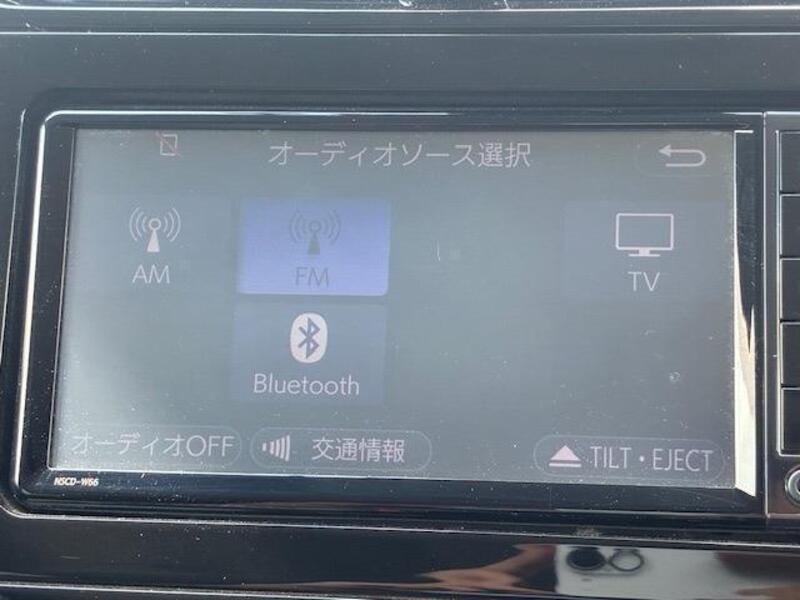 オーディオソース選択
AM
FM
TV
Bluetooth
オーディオOFF
交通情報
TILT・EJECT
NSCD-W66